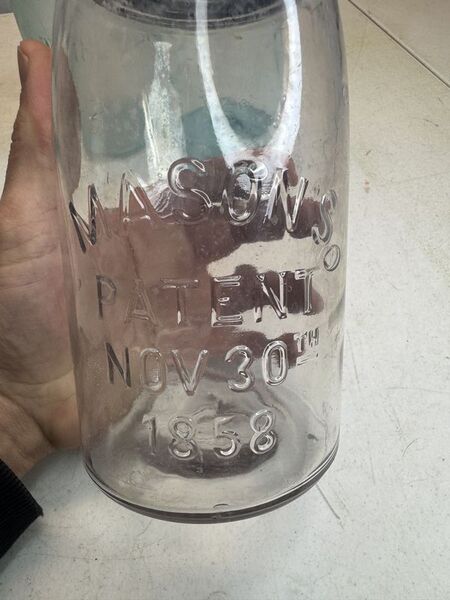 MASON'S
PATENT
NOV 30TH
1858